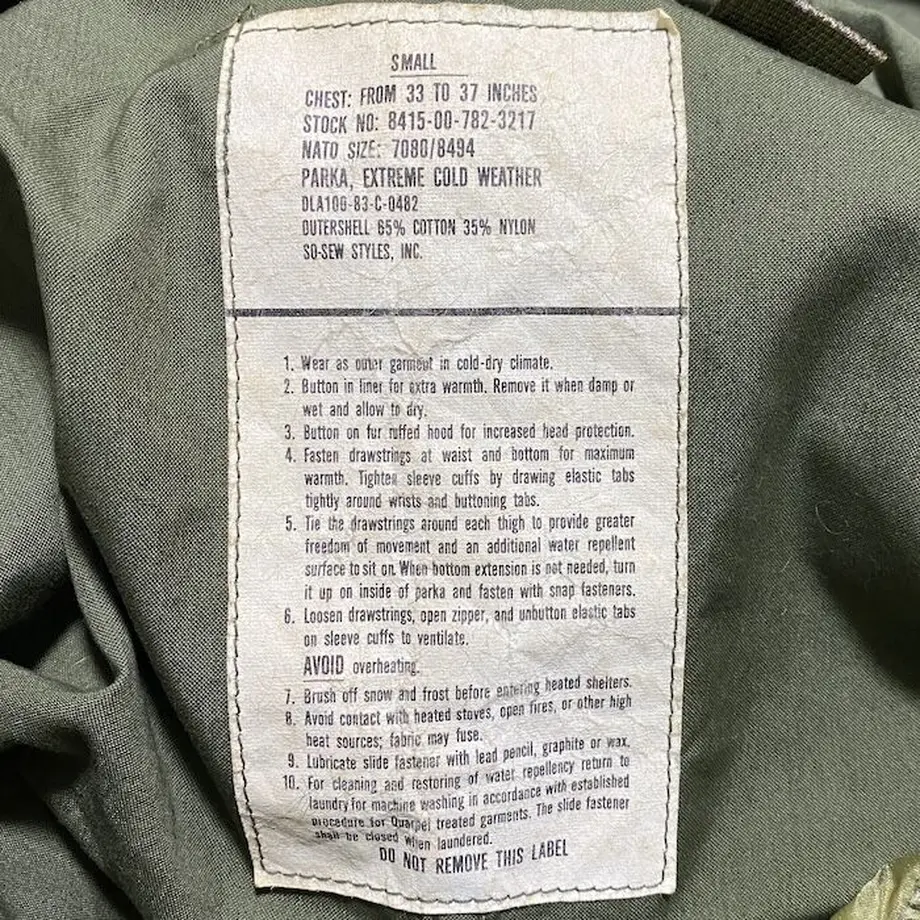 SMALL
CHEST: FROM 33 TO 37 INCHES
STOCK NO: 8415-00-782-3217
NATO SIZE: 7080/8494
PARKA, EXTREME COLD WEATHER
DLA100-83-C-0482
OUTERSHELL 65% COTTON 35% NYLON
SO-SEW STYLES, INC.
1. Wear as outer garment in cold-dry climate.
2. Button in liner for extra warmth. Remove it when damp or
wet and allow to dry.
3. Button on fur ruffed hood for increased head protection.
4. Fasten drawstrings at waist and bottom for maximum
warmth. Tighten sleeve cuffs by drawing elastic tabs
tightly around wrists and buttoning tabs.
5. Tie the drawstrings around each thigh to provide greater
freedom of movement and an additional water repellent
surface to sit on. When bottom extension is not needed, turn
it up on inside of parka and fasten with snap fasteners.
6. Loosen drawstrings, open zipper, and unbutton elastic tabs
on sleeve cuffs to ventilate.
AVOID overheating.
7. Brush off snow and frost before entering heated shelters.
8. Avoid contact with heated stoves, open fires, or other high
heat sources; fabric may fuse.
9. Lubricate slide fastener with lead pencil, graphite or wax.
10. For cleaning and restoring of water repellency return to
laundry for machine washing in accordance with established
procedure for Quarpel treated garments. The slide fastener
shall be closed when laundered.
DO NOT REMOVE THIS LABEL